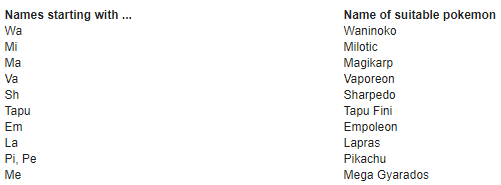 Names starting with ... Name of suitable pokemon
Wa Waninoko
Mi Milotic
Ma Magikarp
Va Vaporeon
Sh Sharpedo
Tapu Tapu Fini
Em Empoleon
La Lapras
Pi, Pe Pikachu
Me Mega Gyarados